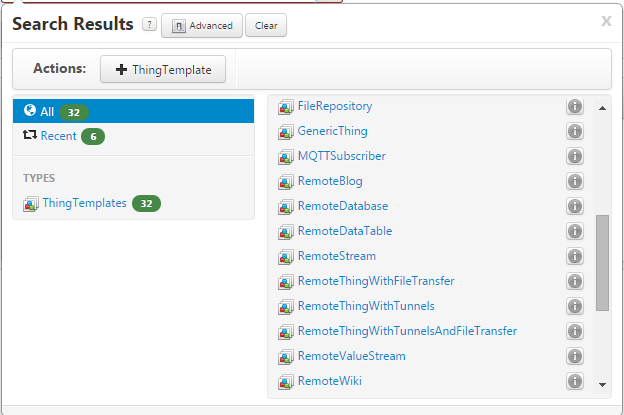 Search Results ? Advanced Clear x
Actions: ThingTemplate
All 32
Recent 6
TYPES
ThingTemplates 32
FileRepository
GenericThing
MQTTSubscriber
RemoteBlog
RemoteDatabase
RemoteDataTable
RemoteStream
RemoteThingWithFileTransfer
RemoteThingWithTunnels
RemoteThingWithTunnelsAndFileTransfer
RemoteValueStream
RemoteWiki